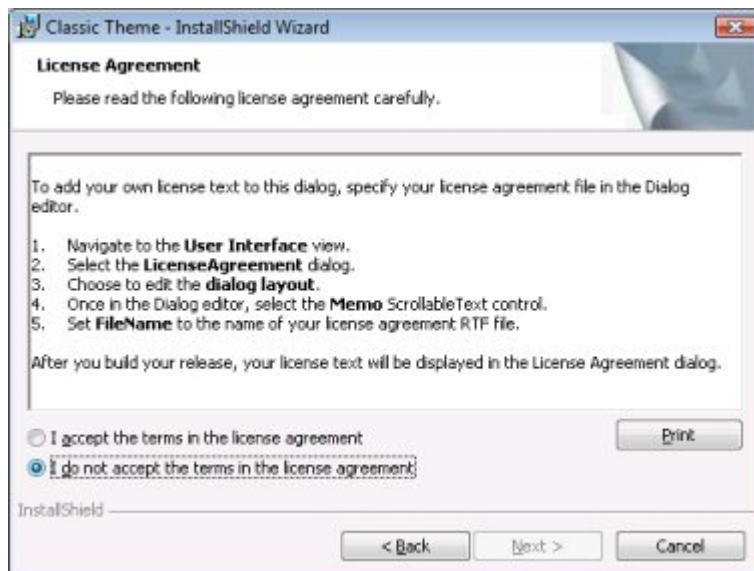 Classic Theme - InstallShield Wizard
License Agreement
Please read the following license agreement carefully.
To add your own license text to this dialog, specify your license agreement file in the Dialog
editor.
1. Navigate to the User Interface view.
2. Select the LicenseAgreement dialog.
3. Choose to edit the dialog layout.
4. Once in the Dialog editor, select the Memo ScrollableText control.
5. Set FileName to the name of your license agreement RTF file.
After you build your release, your license text will be displayed in the License Agreement dialog.
I accept the terms in the license agreement
Print
I do not accept the terms in the license agreement
InstallShield
< Back
Next >
Cancel